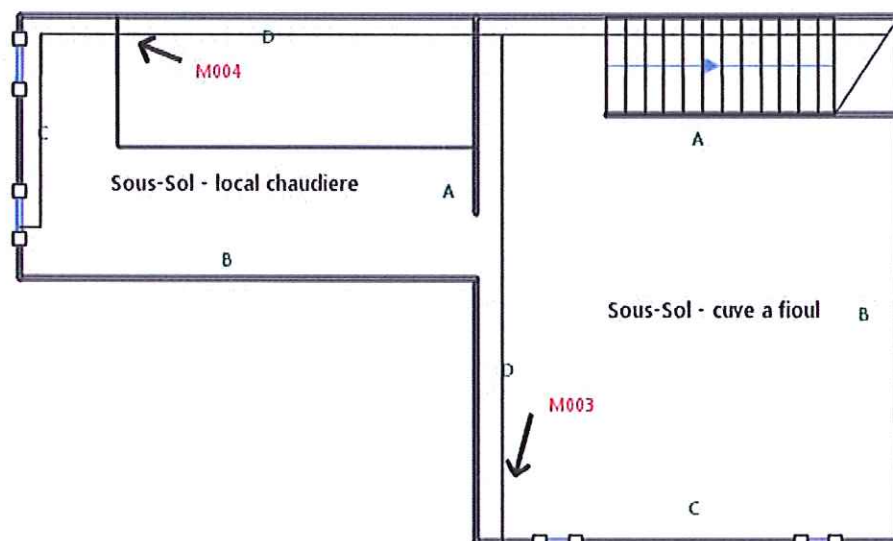 D
M004
C
A
Sous-Sol - local chaudiere
A
B
Sous-Sol - cuve a fioul
B
D
M003
C